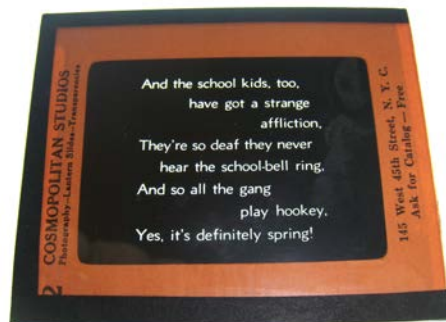 And the school kids, too,
have got a strange
affliction,
They're so deaf they never
hear the school-bell ring,
And so all the gang
play hookey,
Yes, it's definitely spring!
2
COSMOPOLITAN STUDIOS
Photography—Lantern Slides—Transparencies
145 West 45th Street, N. Y. C.
Ask for Catalog — Free